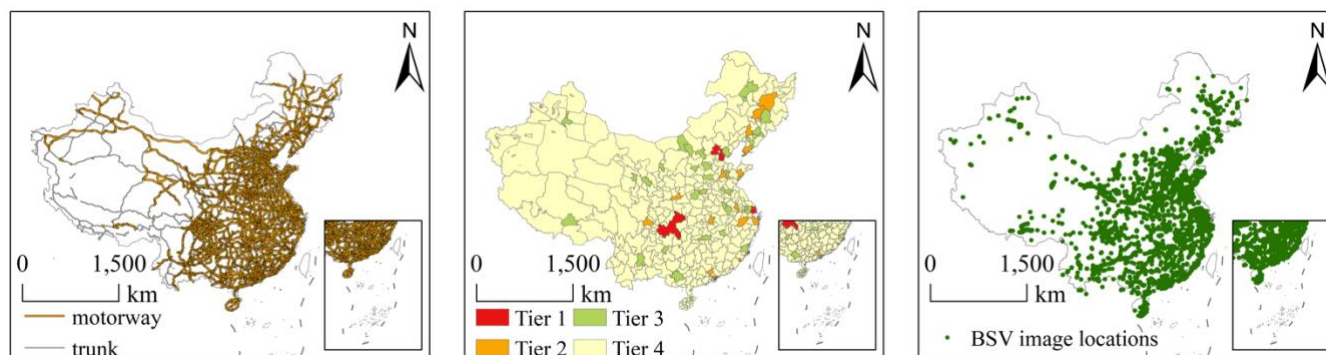 N
0 1,500
km
motorway
trunk
N
0 1,500
km
Tier 1 Tier 3
Tier 2 Tier 4
N
0 1,500
km
BSV image locations